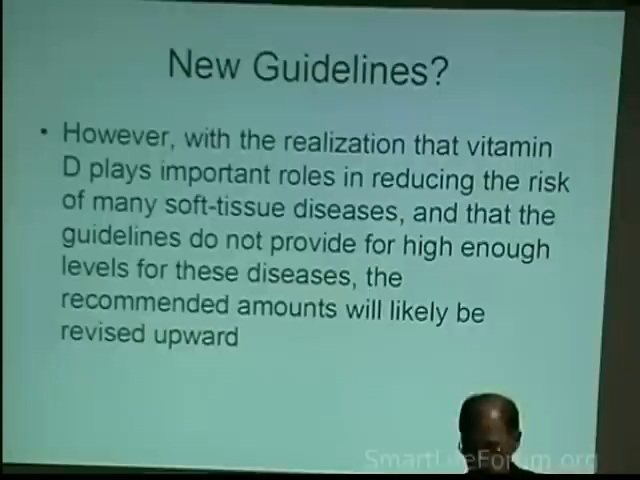 New Guidelines?
• However, with the realization that vitamin
D plays important roles in reducing the risk
of many soft-tissue diseases, and that the
guidelines do not provide for high enough
levels for these diseases, the
recommended amounts will likely be
revised upward
SmartLifeForum.org